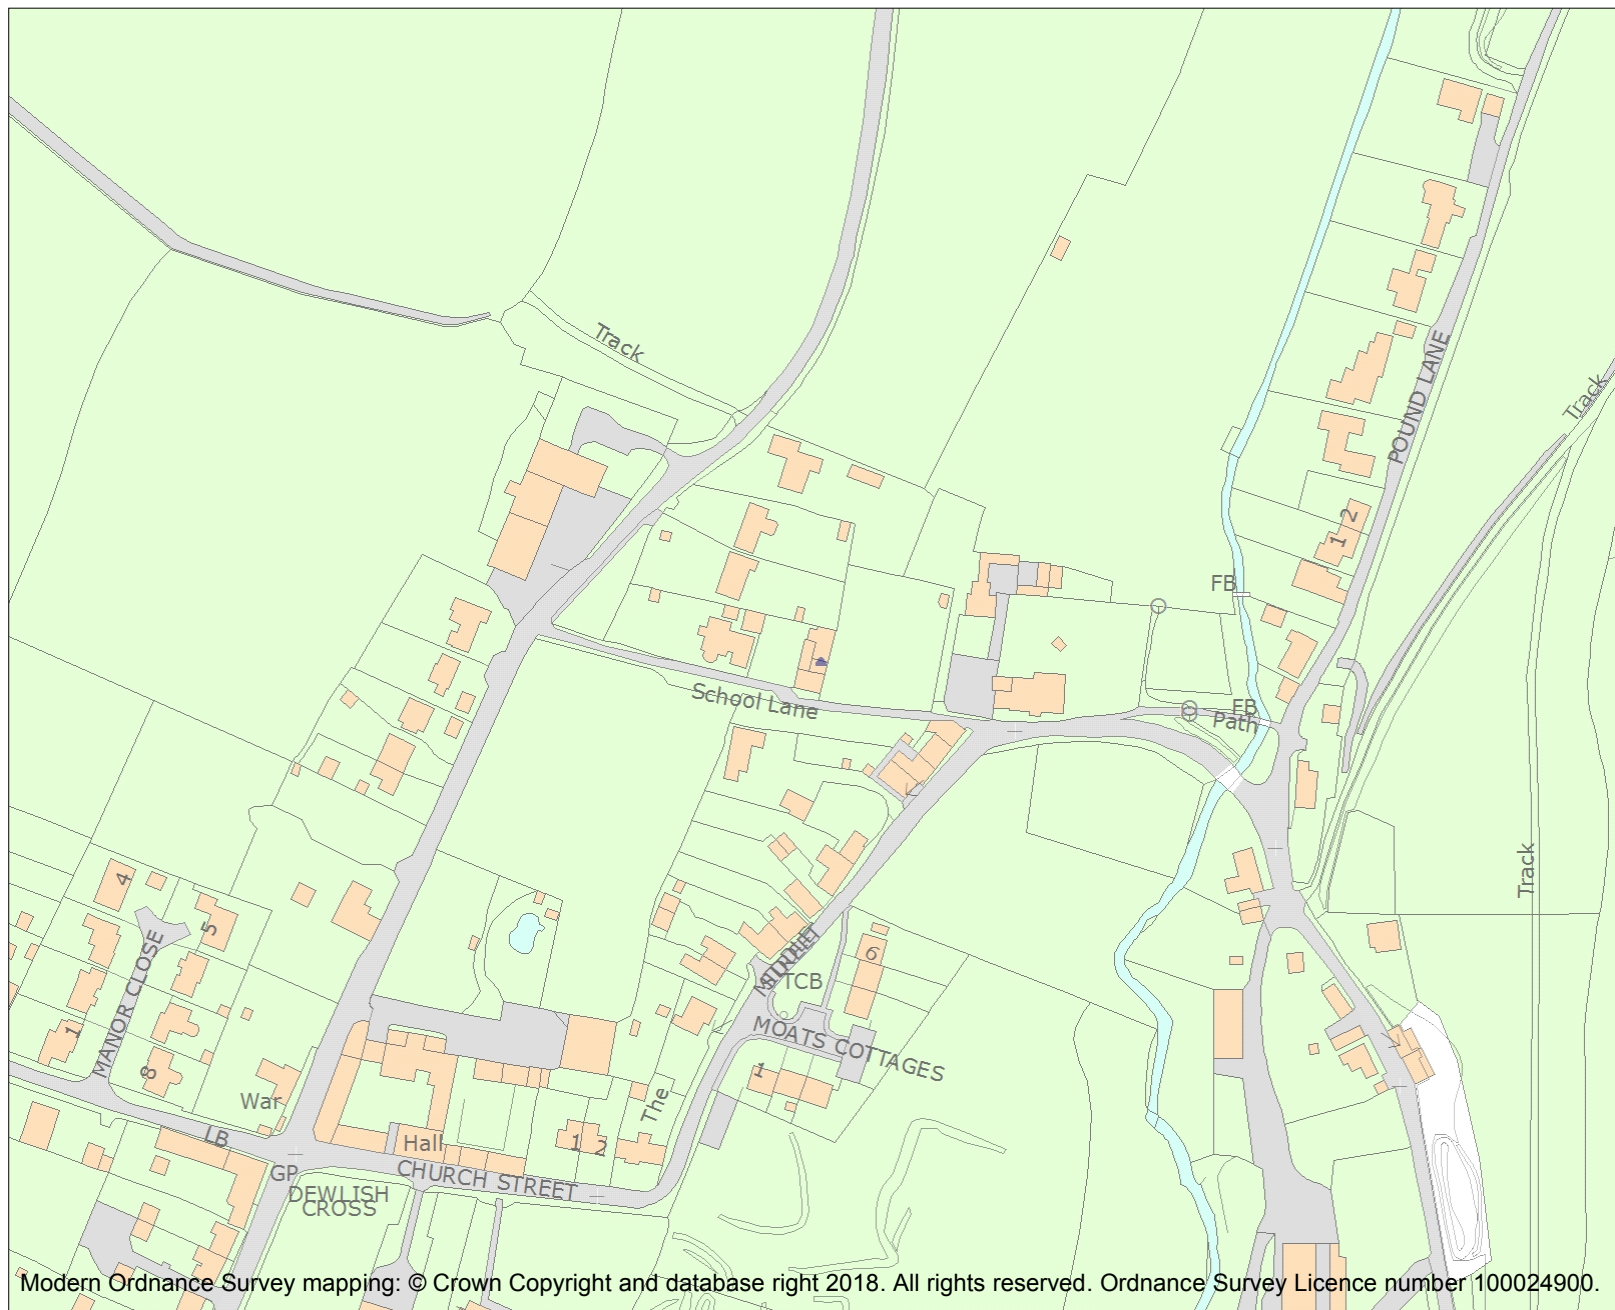 Track
POUND LANE
Track
2
1
FB
School Lane
FB
Path
Track
4
5
MANOR CLOSE
1
8
6
MIDDLE
STREET
TCB
MOATS COTTAGES
1
The
War
LB
Hall
1
2
GP
CHURCH STREET
DEWLISH
CROSS
Modern Ordnance Survey mapping: © Crown Copyright and database right 2018. All rights reserved. Ordnance Survey Licence number 100024900.